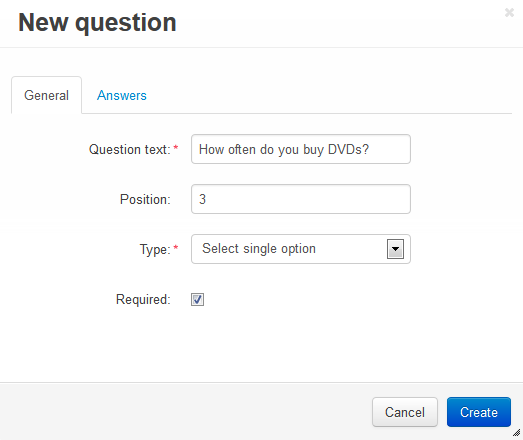 New question
×
General Answers
Question text:* How often do you buy DVDs?
Position: 3
Type:* Select single option
Required:
Cancel Create